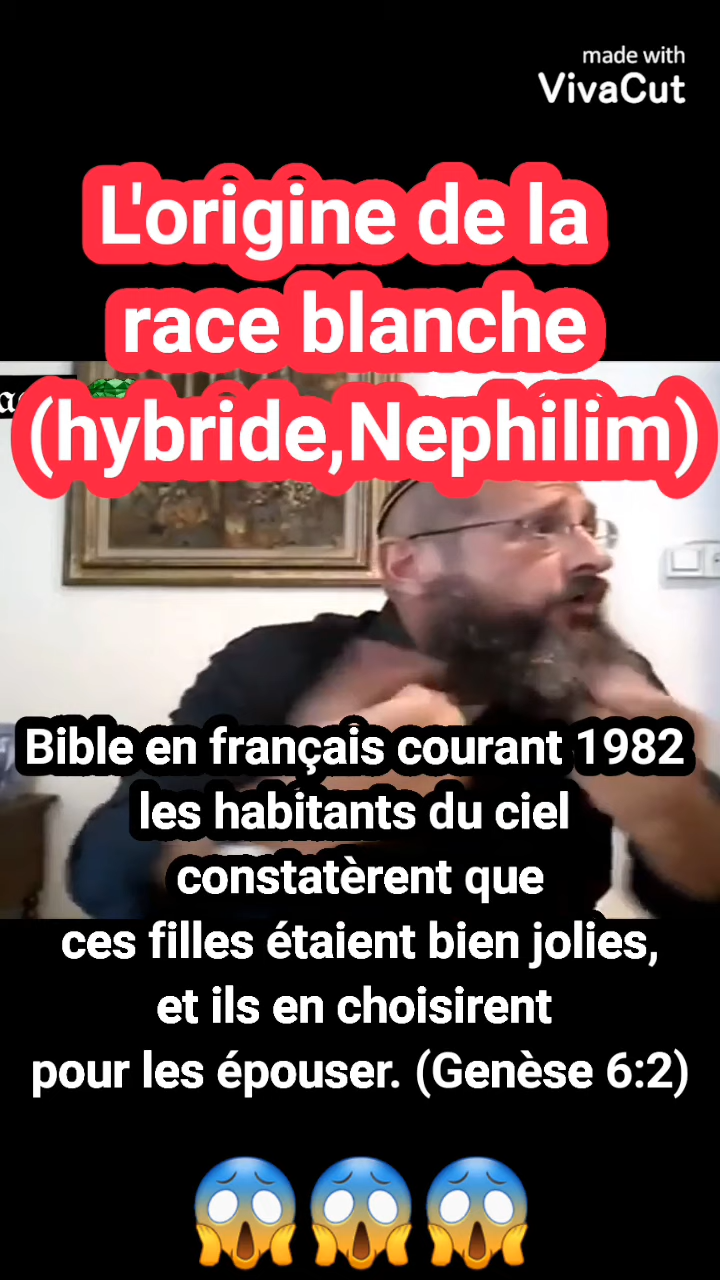 made with
VivaCut
L'origine de la
race blanche
(hybride,Nephilim)
Bible en français courant 1982
les habitants du ciel
constatèrent que
ces filles étaient bien jolies,
et ils en choisirent
pour les épouser. (Genèse 6:2)